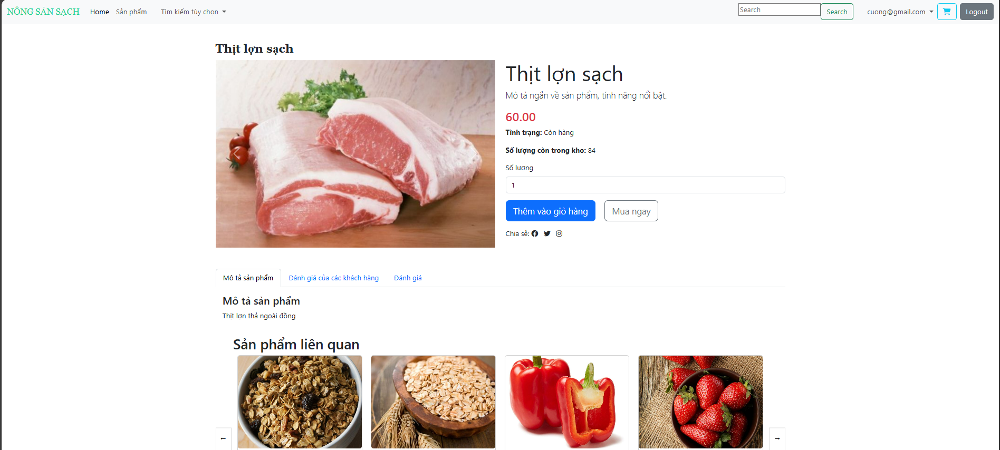 NÔNG SẢN SẠCH Home Sản phẩm Tìm kiếm tùy chọn Search Search cuong@gmail.com Logout
Thịt lợn sạch
Thịt lợn sạch
Mô tả ngắn về sản phẩm, tính năng nổi bật.
60.00
Tình trạng: Còn hàng
Số lượng còn trong kho: 84
Số lượng
1
Thêm vào giỏ hàng Mua ngay
Chia sẻ:
Mô tả sản phẩm Đánh giá của các khách hàng Đánh giá
Mô tả sản phẩm
Thịt lợn thả ngoài đồng
Sản phẩm liên quan
← →